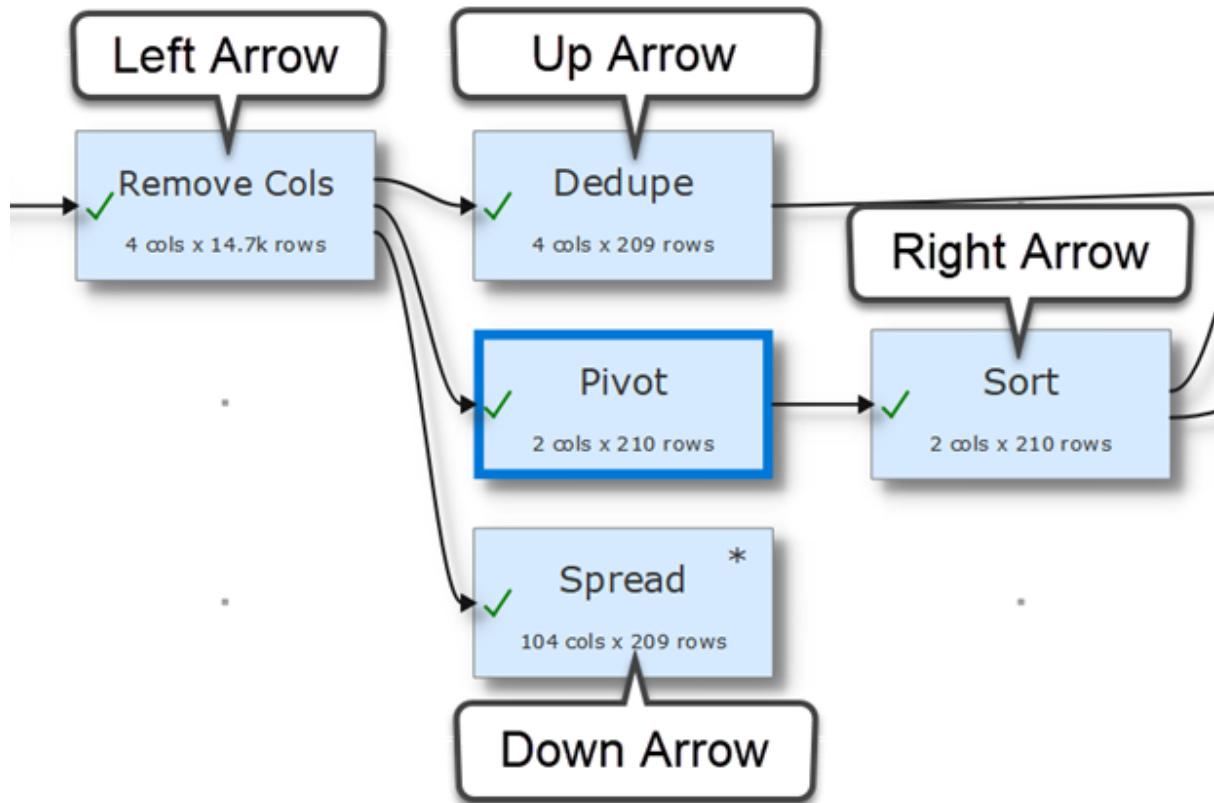 Left Arrow
Up Arrow
Remove Cols
4 cols x 14.7k rows
Dedupe
4 cols x 209 rows
Right Arrow
Pivot
2 cols x 210 rows
Sort
2 cols x 210 rows
Spread *
104 cols x 209 rows
Down Arrow